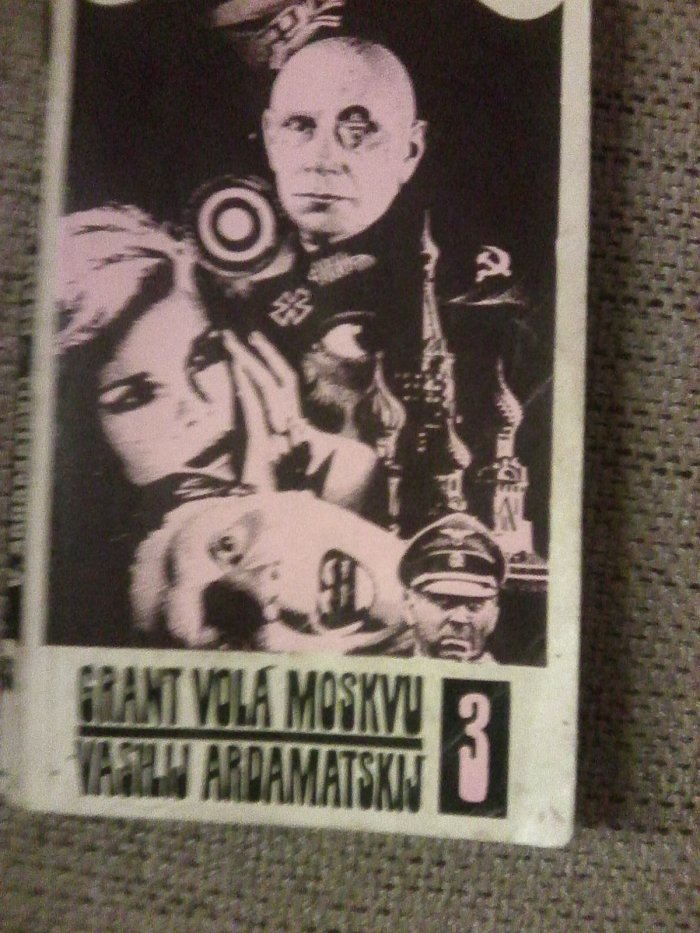 GRANT VOLÁ MOSKVU
VASILIJ ARDAMATSKIJ
3